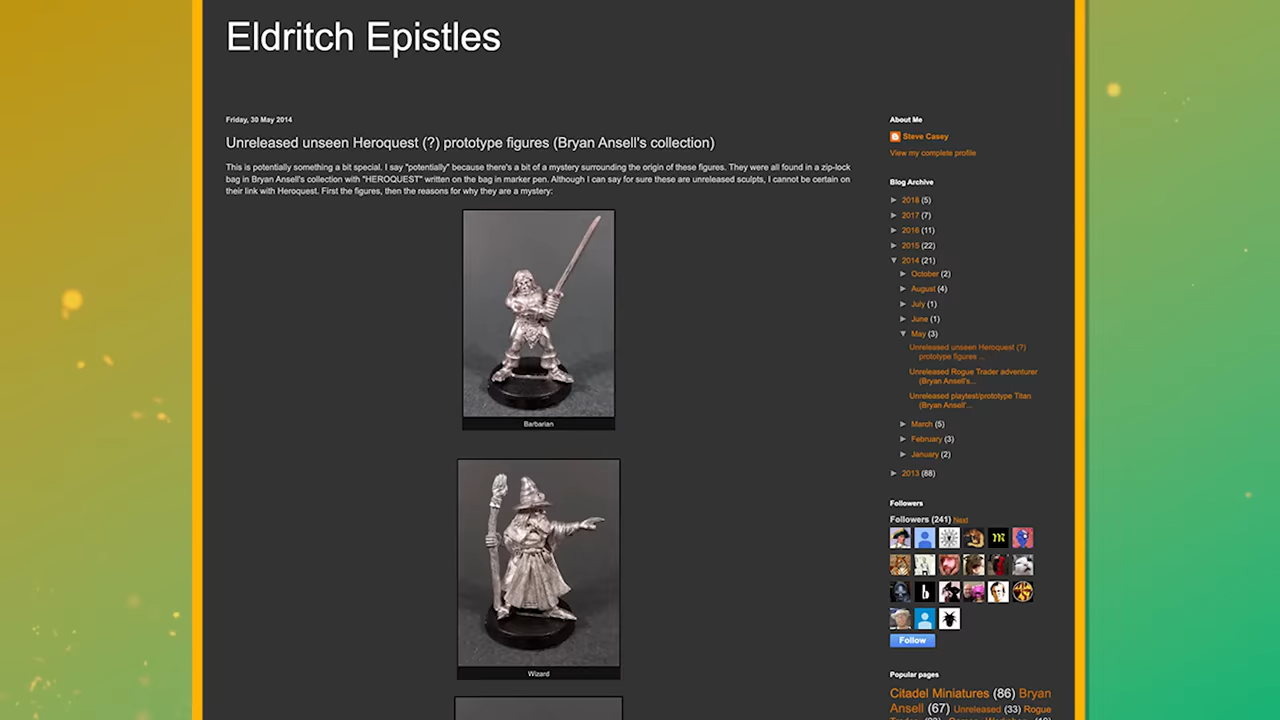 Eldritch Epistles
Friday, 30 May 2014
Unreleased unseen Heroquest (?) prototype figures (Bryan Ansell's collection)
This is potentially something a bit special. I say "potentially" because there's a bit of a mystery surrounding the origin of these figures. They were all found in a zip-lock
bag in Bryan Ansell's collection with "HEROQUEST" written on the bag in marker pen. Although I can say for sure these are unreleased sculpts, I cannot be certain on
their link with Heroquest. First the figures, then the reasons for why they are a mystery:
Barbarian
Wizard
About Me
Steve Casey
View my complete profile
Blog Archive
► 2018 (5)
► 2017 (7)
► 2016 (11)
► 2015 (22)
▼ 2014 (21)
► October (2)
► August (4)
► July (1)
► June (1)
▼ May (3)
Unreleased unseen Heroquest (?)
prototype figures ...
Unreleased Rogue Trader adventurer
(Bryan Ansell's...
Unreleased playtest/prototype Titan
(Bryan Ansell'...
► March (5)
► February (3)
► January (2)
► 2013 (88)
Followers
Followers (241) Next
Follow
Popular pages
Citadel Miniatures (86) Bryan
Ansell (67) Unreleased (33) Rogue